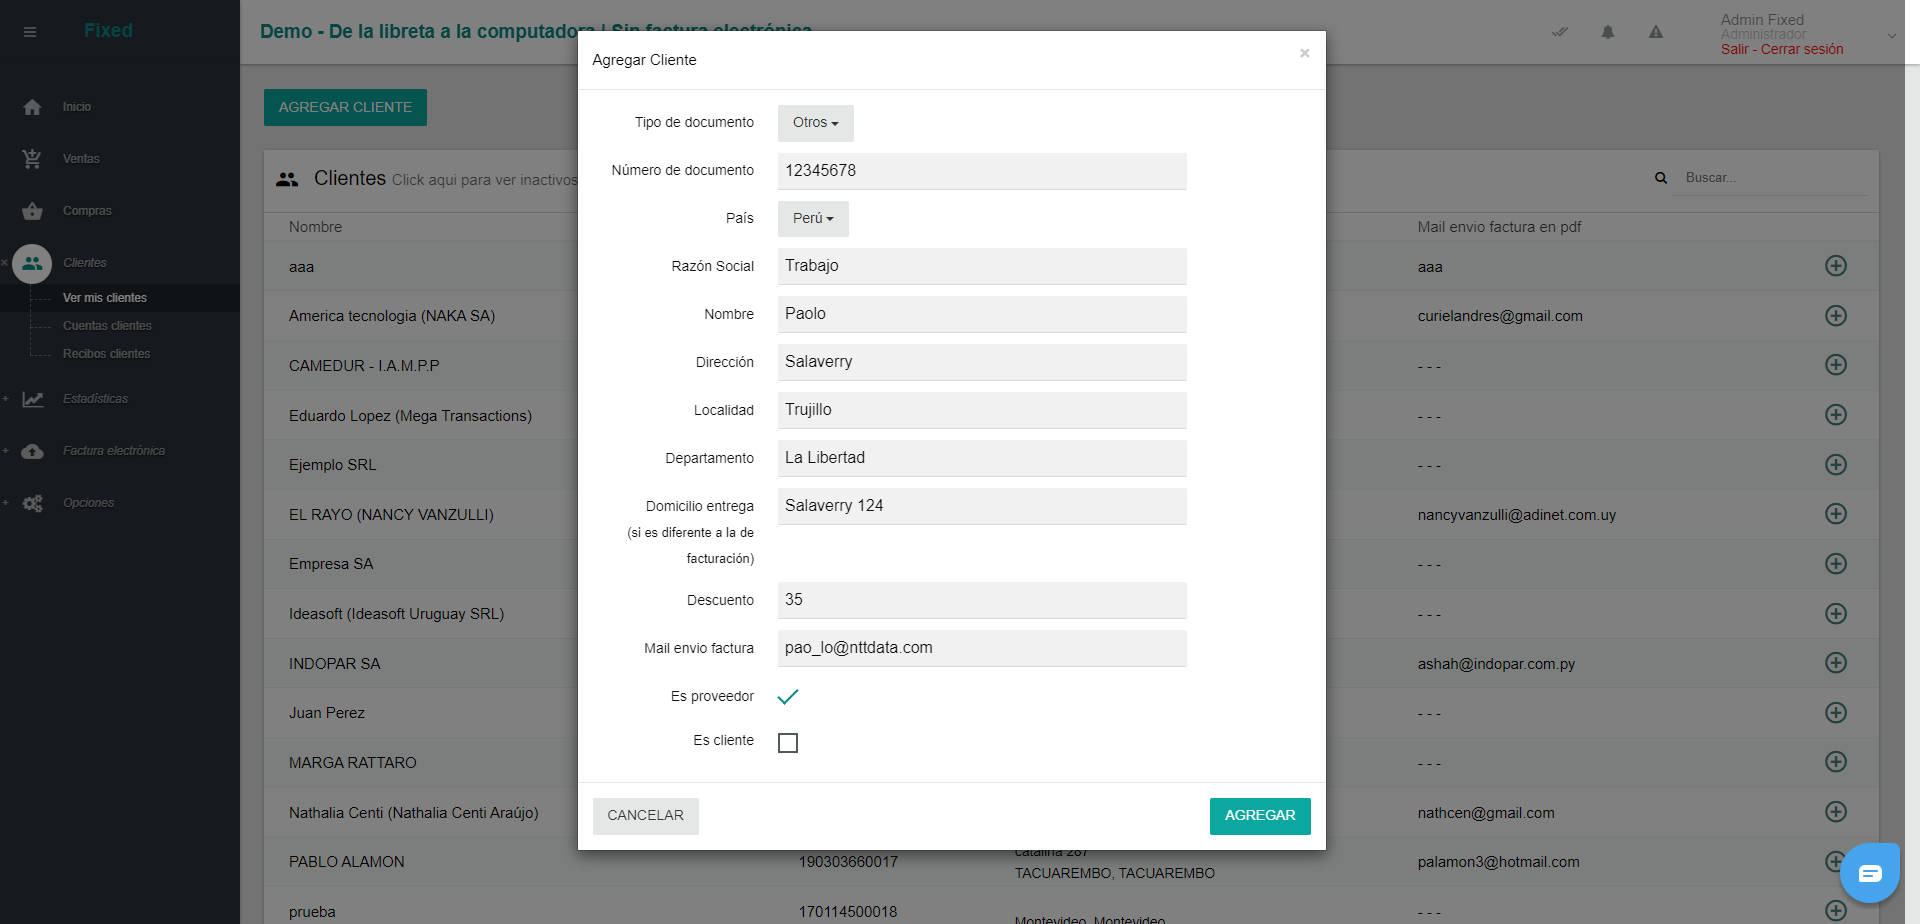 Fixed
Demo - De la libreta a la computadora | Sin factura electrónica
Admin Fixed
Administrador
Salir - Cerrar sesión
Inicio
Ventas
Compras
Clientes
Ver mis clientes
Cuentas clientes
Recibos clientes
Estadísticas
Factura electrónica
Opciones
AGREGAR CLIENTE
Clientes Click aqui para ver inactivos
Buscar...
Nombre
Mail envio factura en pdf
aaa
aaa
America tecnologia (NAKA SA)
curielandres@gmail.com
CAMEDUR - I.A.M.P.P
- - -
Eduardo Lopez (Mega Transactions)
- - -
Ejemplo SRL
- - -
EL RAYO (NANCY VANZULLI)
nancyvanzulli@adinet.com.uy
Empresa SA
- - -
Ideasoft (Ideasoft Uruguay SRL)
- - -
INDOPAR SA
ashah@indopar.com.py
Juan Perez
- - -
MARGA RATTARO
- - -
Nathalia Centi (Nathalia Centi Araújo)
nathcen@gmail.com
PABLO ALAMON
190303660017
catalina 287
TACUAREMBO, TACUAREMBO
palamon3@hotmail.com
prueba
170114500018
Montevideo, Montevideo
- - -
Agregar Cliente
×
Tipo de documento
Otros
Número de documento
12345678
País
Perú
Razón Social
Trabajo
Nombre
Paolo
Dirección
Salaverry
Localidad
Trujillo
Departamento
La Libertad
Domicilio entrega
(si es diferente a la de
facturación)
Salaverry 124
Descuento
35
Mail envio factura
pao_lo@nttdata.com
Es proveedor
Es cliente
CANCELAR
AGREGAR